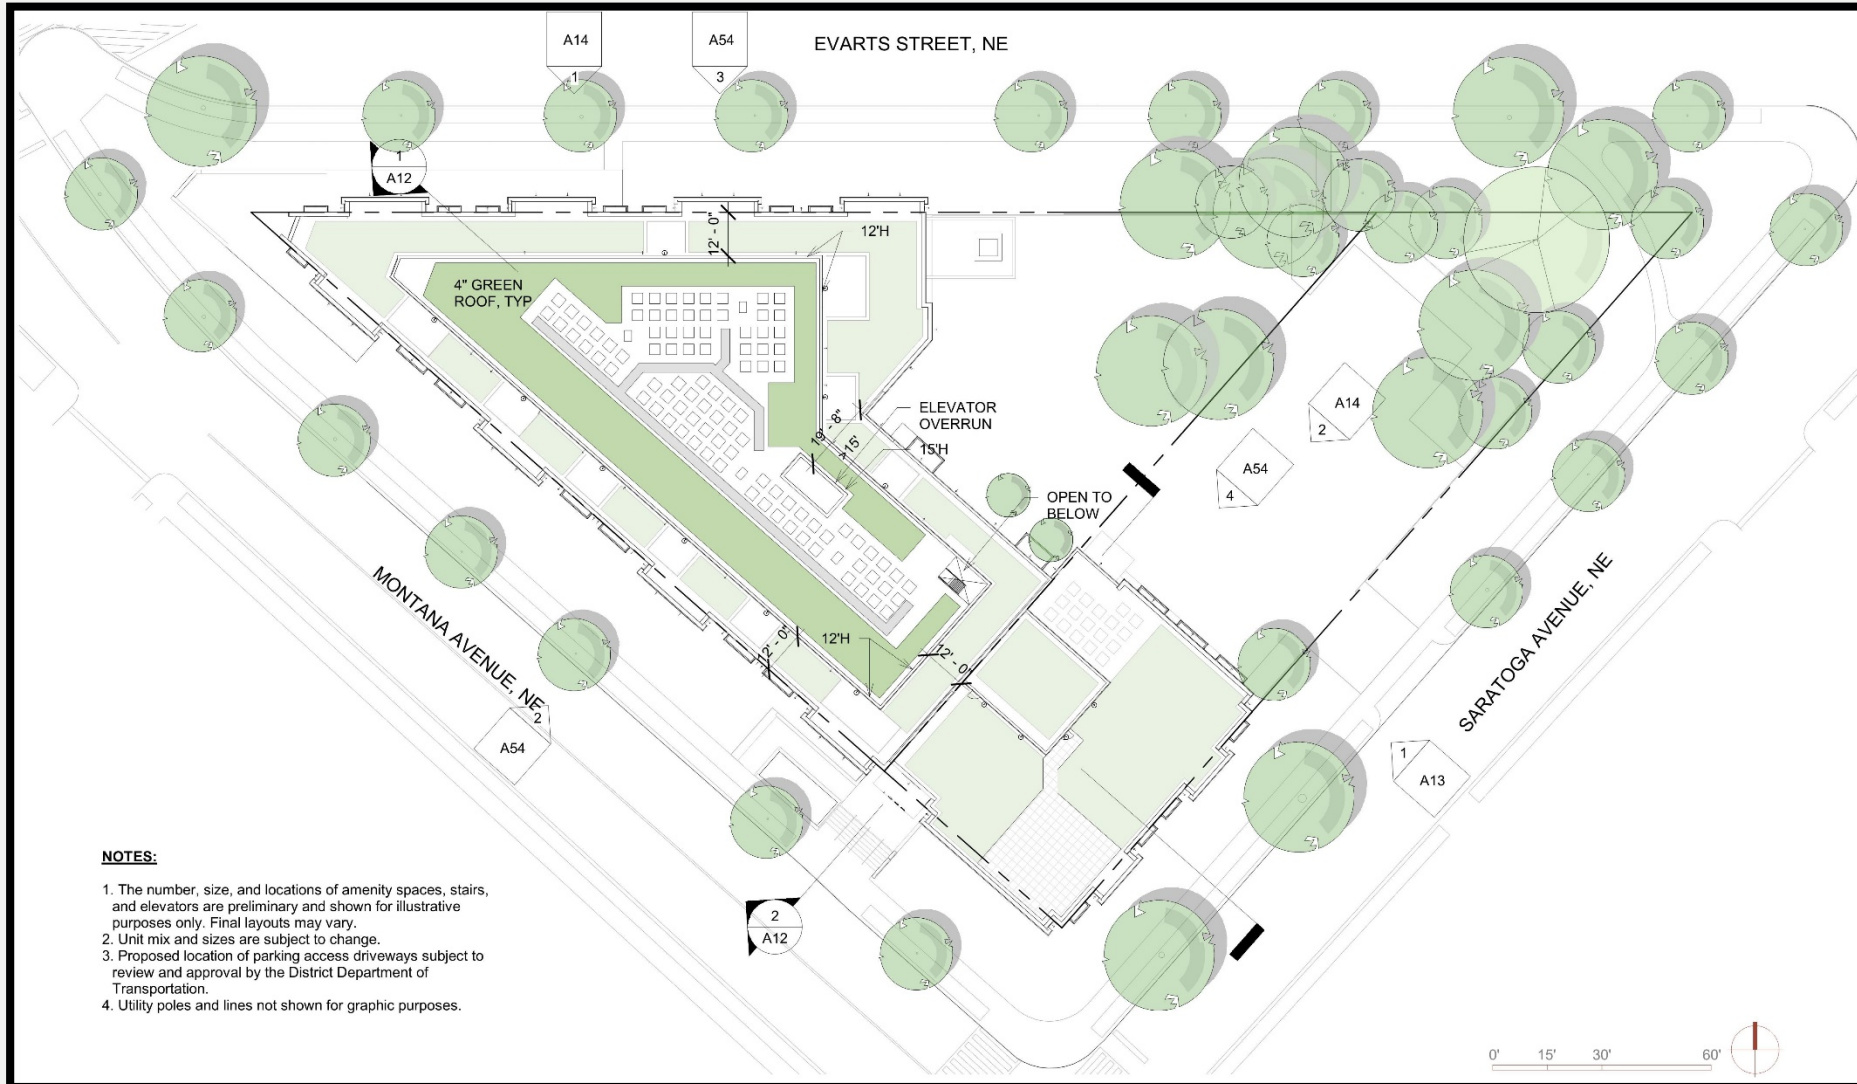 A14
1
A54
3
EVARTS STREET, NE
1
A12
12' - 0"
12'H
4" GREEN
ROOF, TYP
ELEVATOR
OVERRUN
19' - 8"
>15'
15'H
A14
2
A54
4
OPEN TO
BELOW
MONTANA AVENUE, NE
12' - 0"
12'H
12' - 0"
SARATOGA AVENUE, NE
2
A54
1
A13
NOTES:
1. The number, size, and locations of amenity spaces, stairs,
and elevators are preliminary and shown for illustrative
purposes only. Final layouts may vary.
2. Unit mix and sizes are subject to change.
3. Proposed location of parking access driveways subject to
review and approval by the District Department of
Transportation.
4. Utility poles and lines not shown for graphic purposes.
2
A12
0' 15' 30' 60'